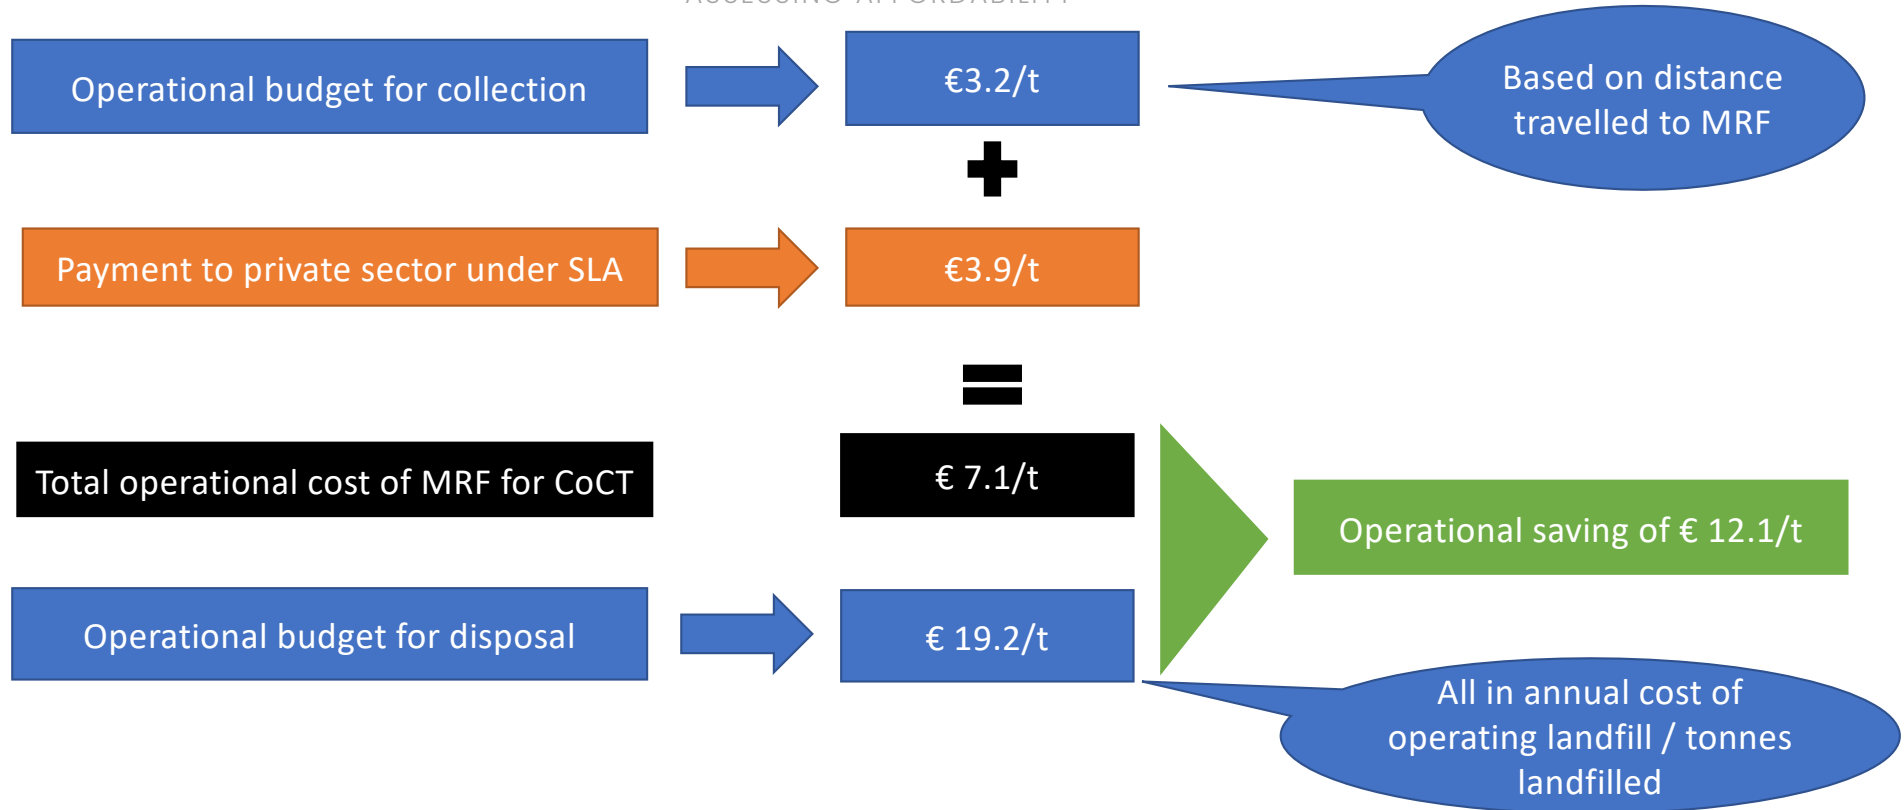 ASSESSING AFFORDABILITY
Operational budget for collection
€3.2/t
Based on distance
travelled to MRF
Payment to private sector under SLA
€3.9/t
Total operational cost of MRF for CoCT
€ 7.1/t
Operational saving of € 12.1/t
Operational budget for disposal
€ 19.2/t
All in annual cost of
operating landfill / tonnes
landfilled